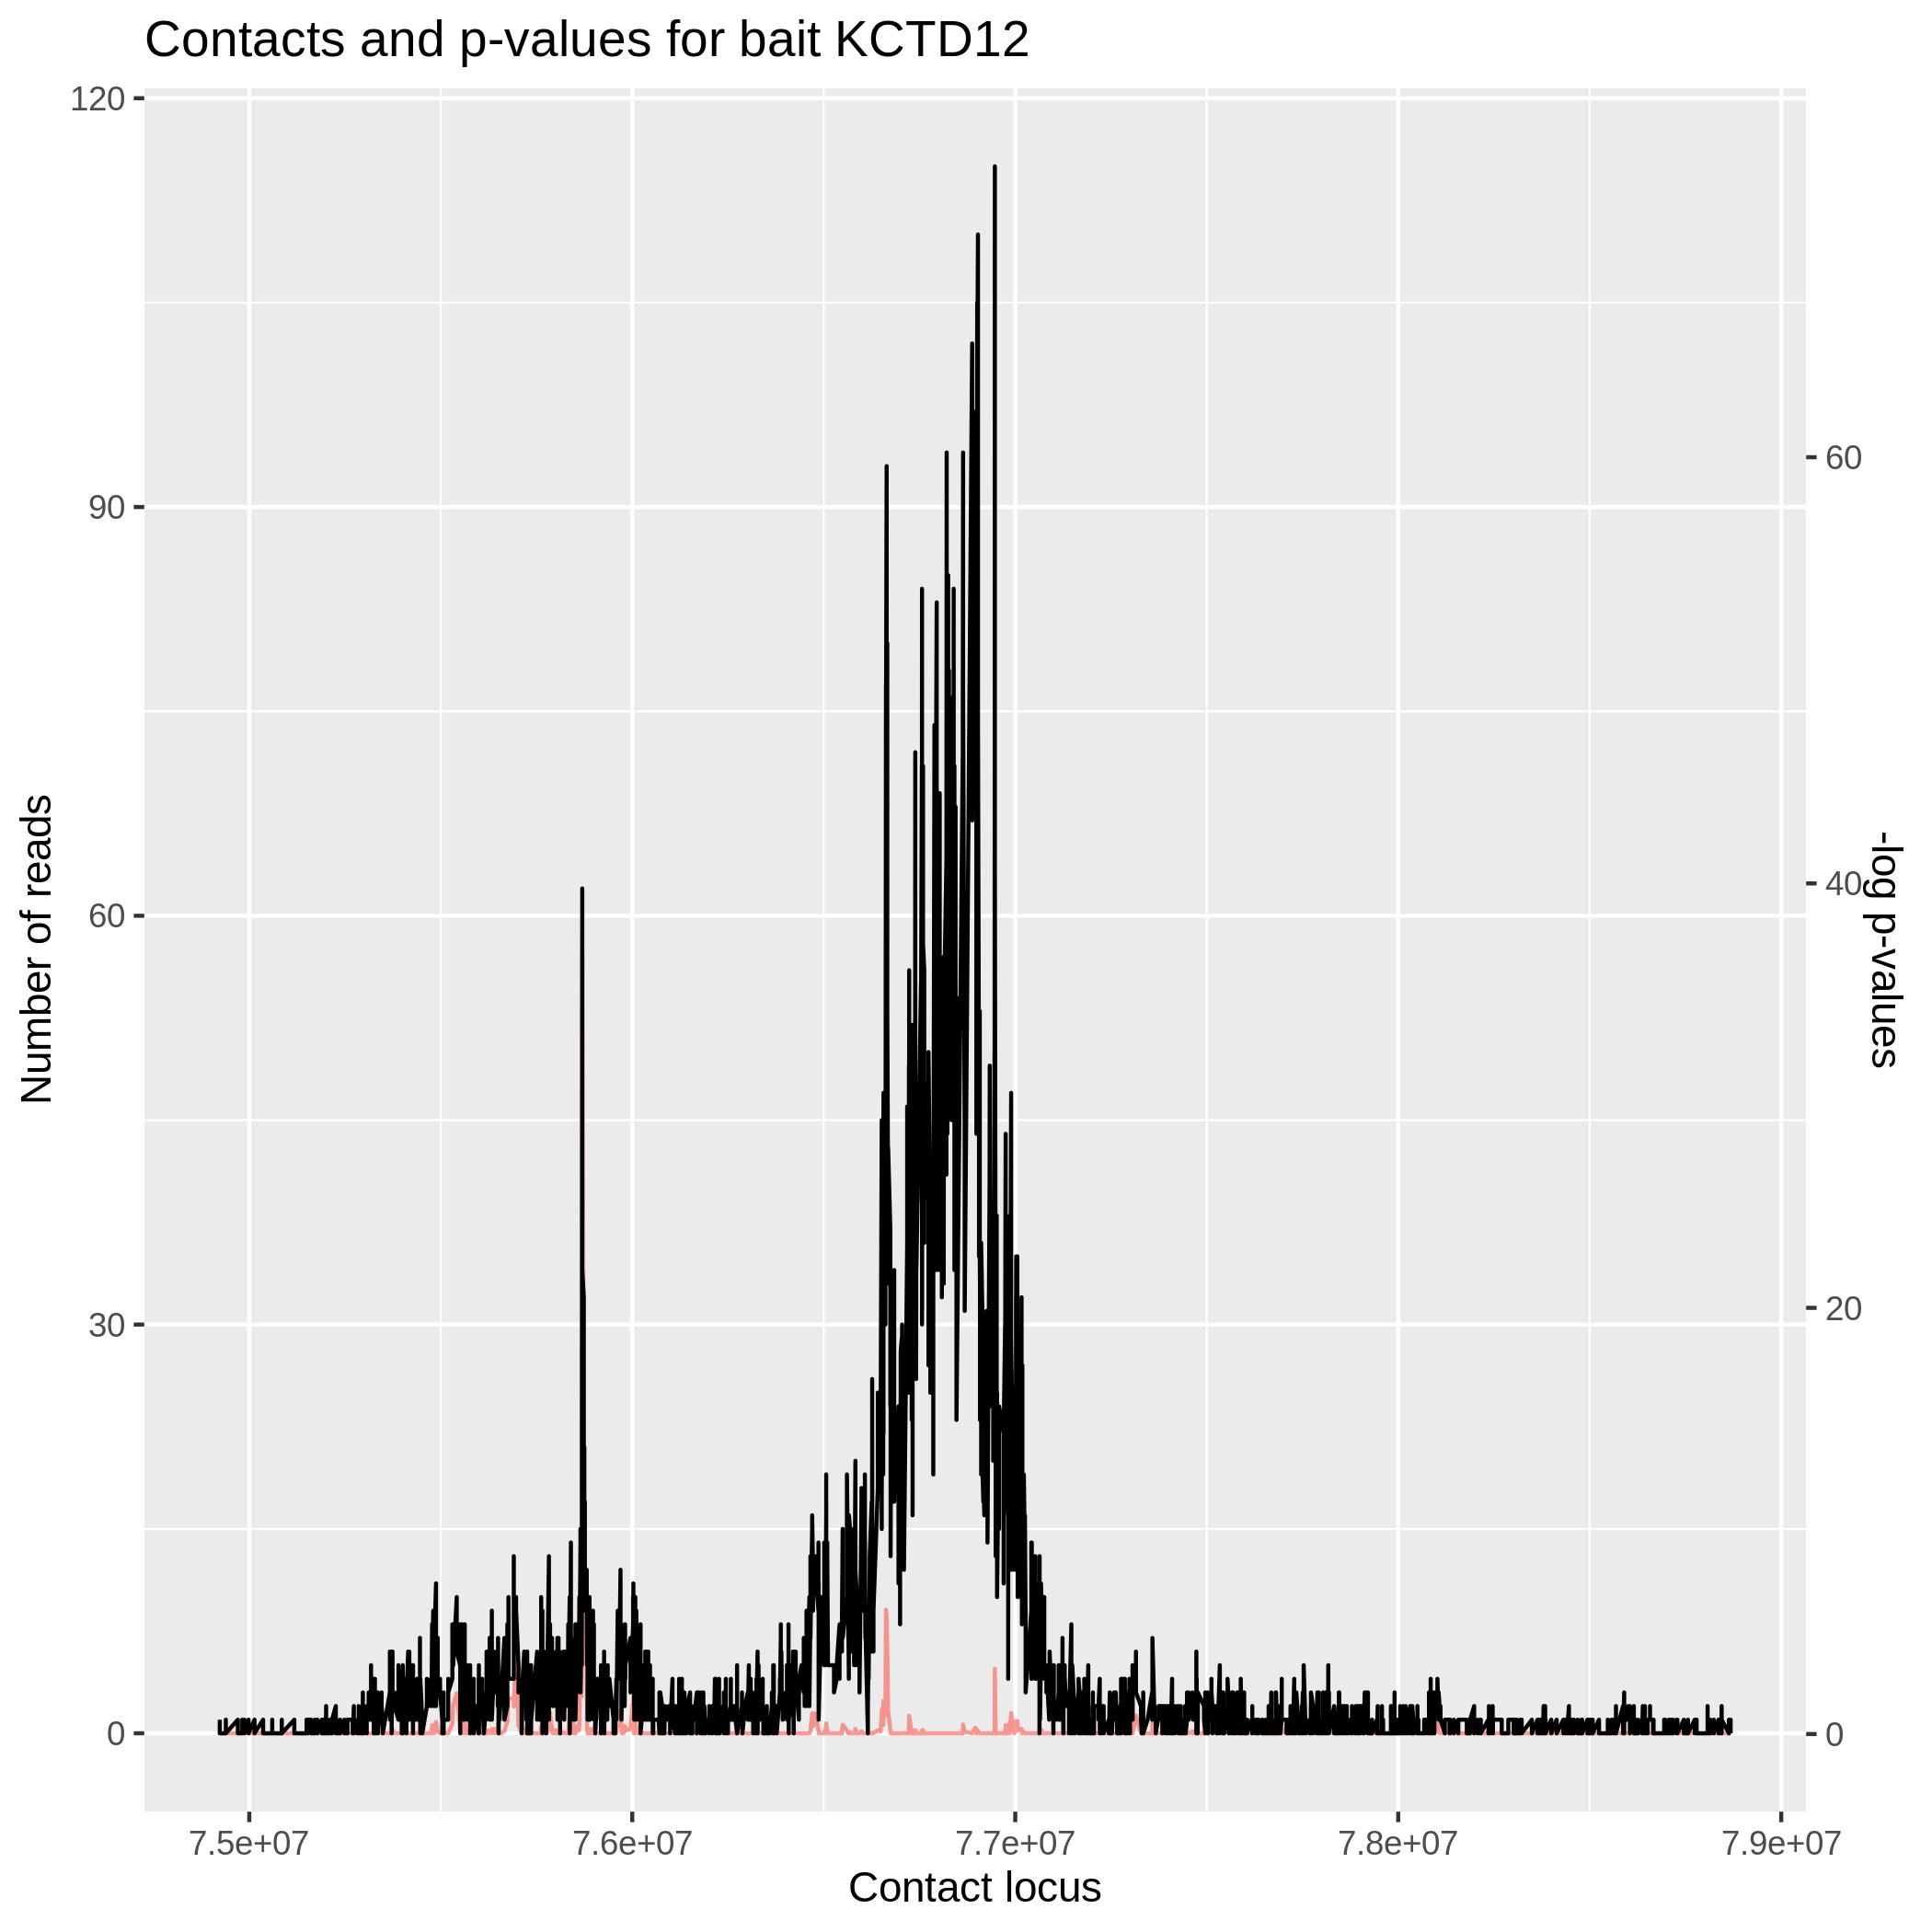 Contacts and p-values for bait KCTD12
120
90
60
30
0
Number of reads
60
40
20
0
-log p-values
7.5e+07
7.6e+07
7.7e+07
7.8e+07
7.9e+07
Contact locus